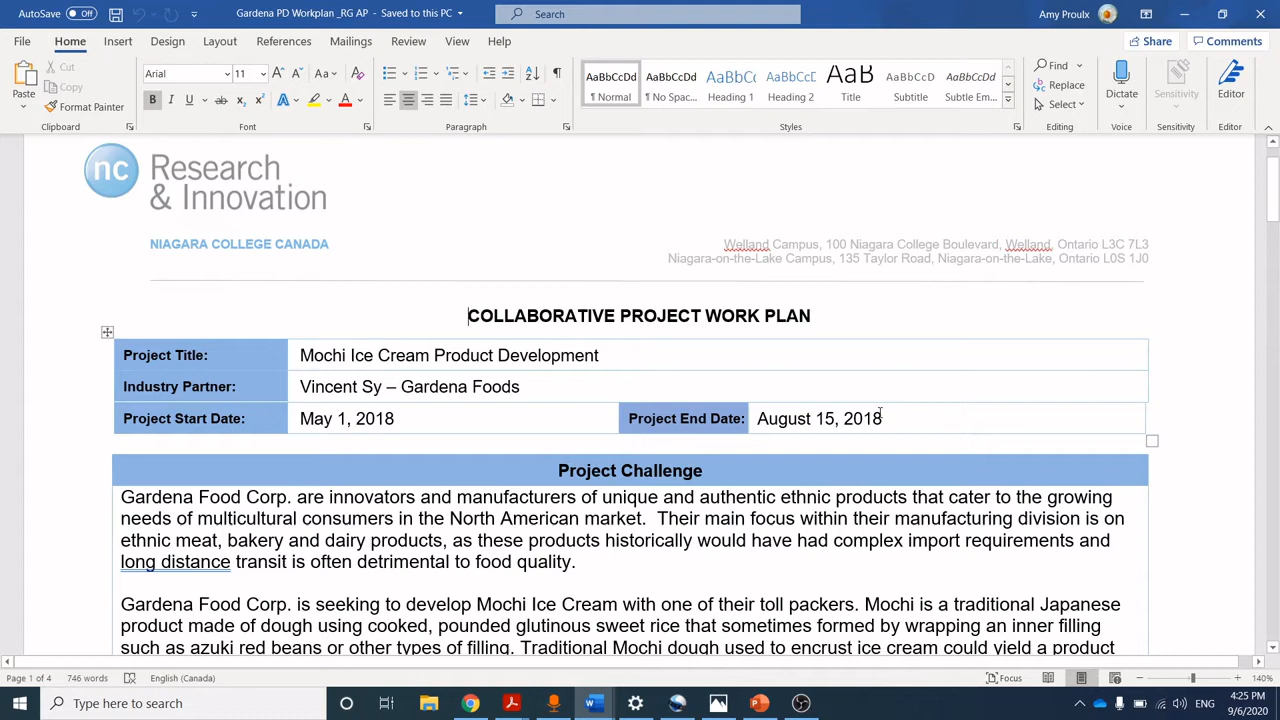 AutoSave Off Gardena PD Workplan _RG AP - Saved to this PC Search Amy Proulx
File Home Insert Design Layout References Mailings Review View Help Share Comments
Paste Cut Copy Format Painter Arial 11 AaBbCcDd AaBbCcDd AaBbCc AaBbCcD AaB AaBbCcD AaBbCcDd Find Replace Select Dictate Sensitivity Editor
¶ Normal ¶ No Spac... Heading 1 Heading 2 Title Subtitle Subtle Em...
Clipboard Font Paragraph Styles Editing Voice Sensitivity Editor
nc Research
& Innovation
NIAGARA COLLEGE CANADA
Welland Campus, 100 Niagara College Boulevard, Welland, Ontario L3C 7L3
Niagara-on-the-Lake Campus, 135 Taylor Road, Niagara-on-the-Lake, Ontario L0S 1J0
COLLABORATIVE PROJECT WORK PLAN
Project Title: Mochi Ice Cream Product Development
Industry Partner: Vincent Sy – Gardena Foods
Project Start Date: May 1, 2018 Project End Date: August 15, 2018
Project Challenge
Gardena Food Corp. are innovators and manufacturers of unique and authentic ethnic products that cater to the growing
needs of multicultural consumers in the North American market. Their main focus within their manufacturing division is on
ethnic meat, bakery and dairy products, as these products historically would have had complex import requirements and
long distance transit is often detrimental to food quality.
Gardena Food Corp. is seeking to develop Mochi Ice Cream with one of their toll packers. Mochi is a traditional Japanese
product made of dough using cooked, pounded glutinous sweet rice that sometimes formed by wrapping an inner filling
such as azuki red beans or other types of filling. Traditional Mochi dough used to encrust ice cream could yield a product
Page 1 of 4 746 words English (Canada) Focus 140%
Type here to search ENG 4:25 PM
9/6/2020